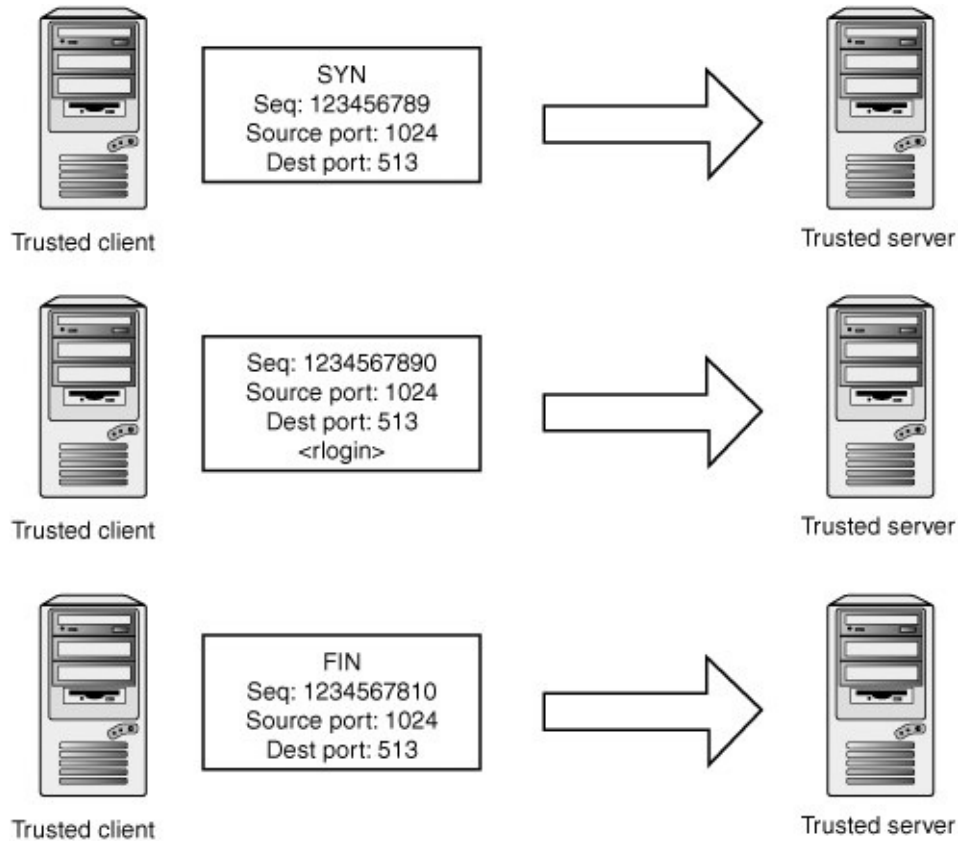 SYN
Seq: 123456789
Source port: 1024
Dest port: 513
Trusted client
Trusted server
Seq: 1234567890
Source port: 1024
Dest port: 513
<rlogin>
Trusted client
Trusted server
FIN
Seq: 1234567810
Source port: 1024
Dest port: 513
Trusted client
Trusted server